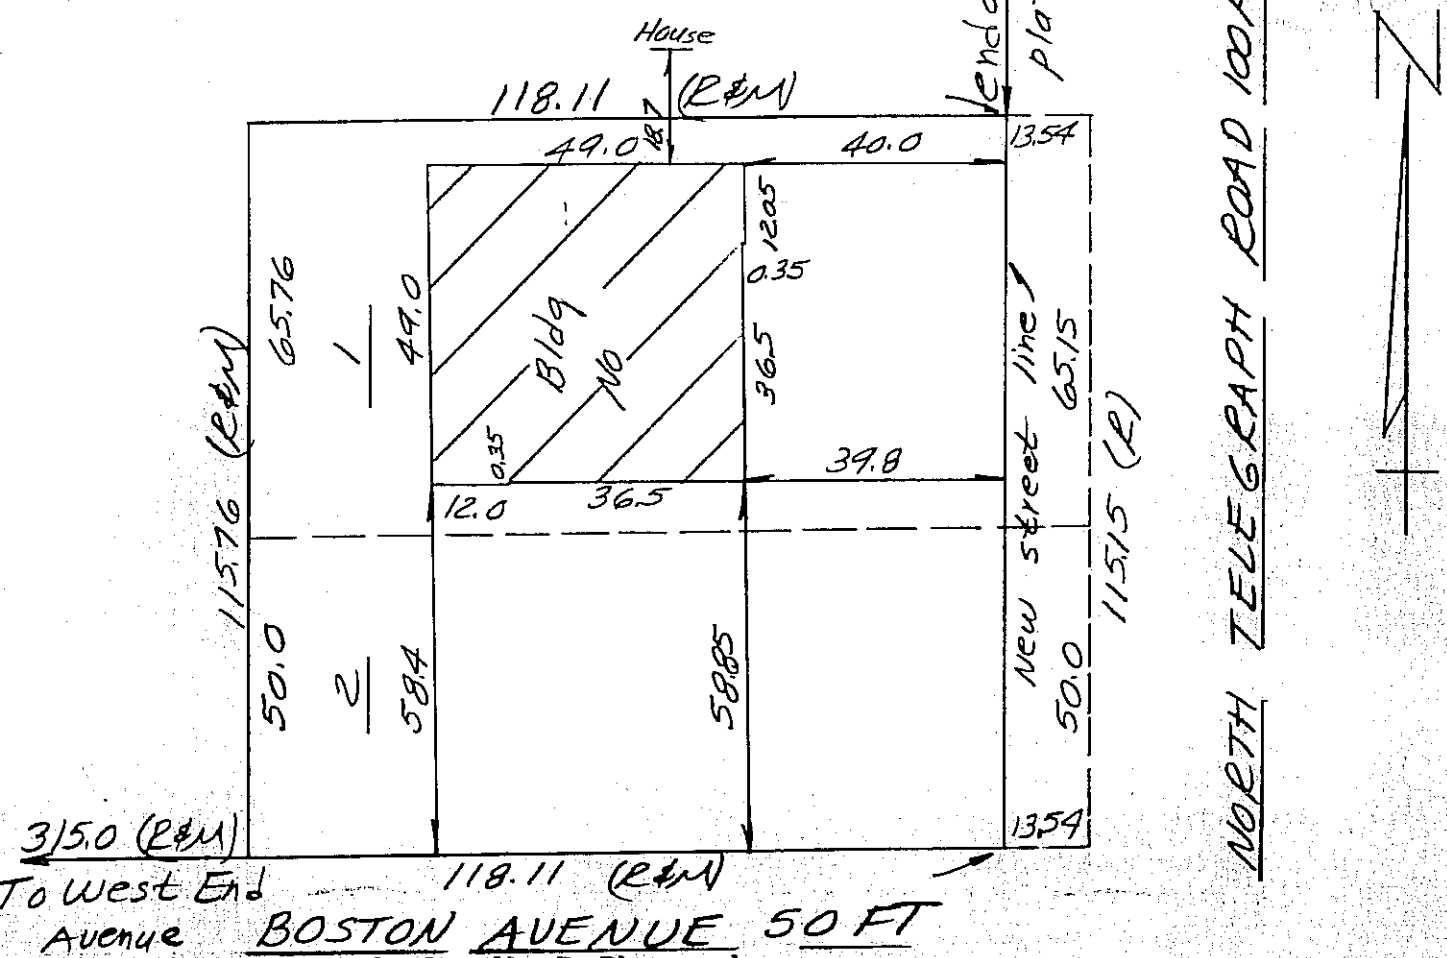 House
118.11 (R&M)
18.7
49.0
40.0
13.54
12.05
0.35
65.76
1
49.0
Bldg
No
36.5
New street line
65.15
115.76 (R&M)
115.15 (R)
0.35
39.8
12.0
36.5
50.0
2
58.4
58.85
50.0
13.54
315.0 (R&M)
To West End
Avenue
118.11 (R&M)
BOSTON AVENUE 50 FT
NORTH TELEGRAPH ROAD
N